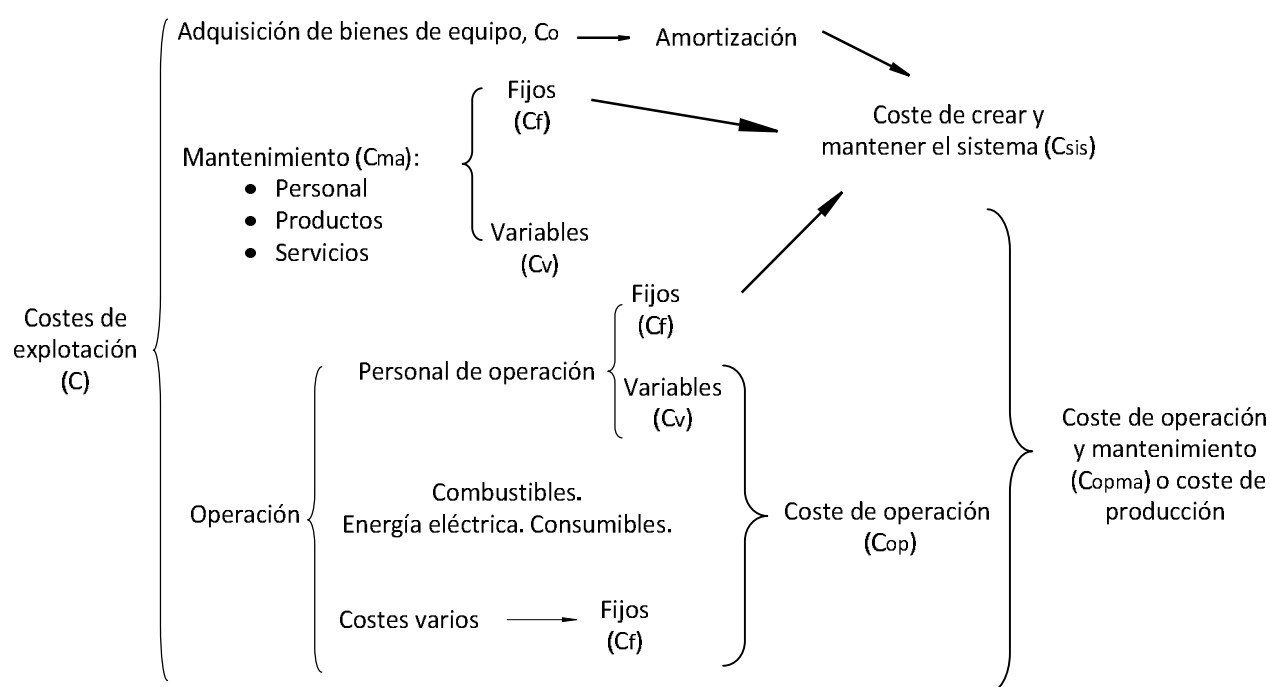 Adquisición de bienes de equipo, Co
Amortización
Fijos
(Cf)
Coste de crear y
mantener el sistema (Csis)
Mantenimiento (Cma):
● Personal
● Productos
● Servicios
Variables
(Cv)
Costes de
explotación
(C)
Fijos
(Cf)
Personal de operación
Variables
(Cv)
Operación
Combustibles.
Energía eléctrica. Consumibles.
Costes varios
Fijos
(Cf)
Coste de operación
(Cop)
Coste de operación
y mantenimiento
(Copma) o coste de
producción